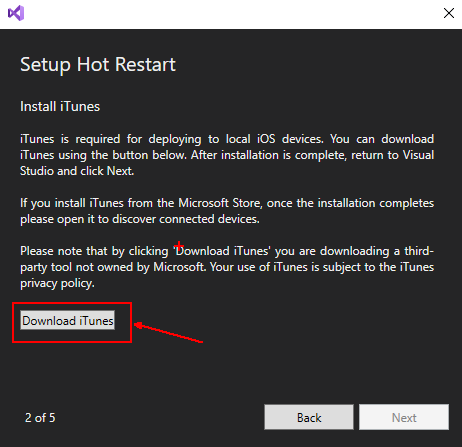 Setup Hot Restart
Install iTunes
iTunes is required for deploying to local iOS devices. You can download
iTunes using the button below. After installation is complete, return to Visual
Studio and click Next.
If you install iTunes from the Microsoft Store, once the installation completes
please open it to discover connected devices.
Please note that by clicking 'Download iTunes' you are downloading a third-
party tool not owned by Microsoft. Your use of iTunes is subject to the iTunes
privacy policy.
Download iTunes
2 of 5
Back
Next